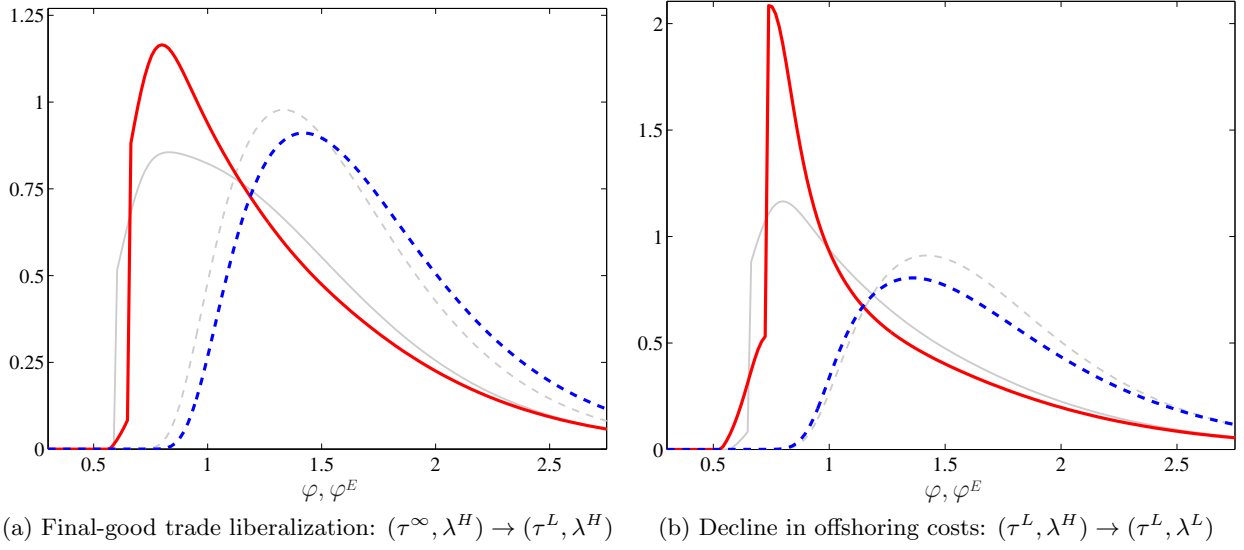 1.25
1
0.75
0.5
0.25
0
0.5 1 1.5 2 2.5
φ, φ^E
(a) Final-good trade liberalization: (τ^∞, λ^H) → (τ^L, λ^H)
2
1.5
1
0.5
0
0.5 1 1.5 2 2.5
φ, φ^E
(b) Decline in offshoring costs: (τ^L, λ^H) → (τ^L, λ^L)